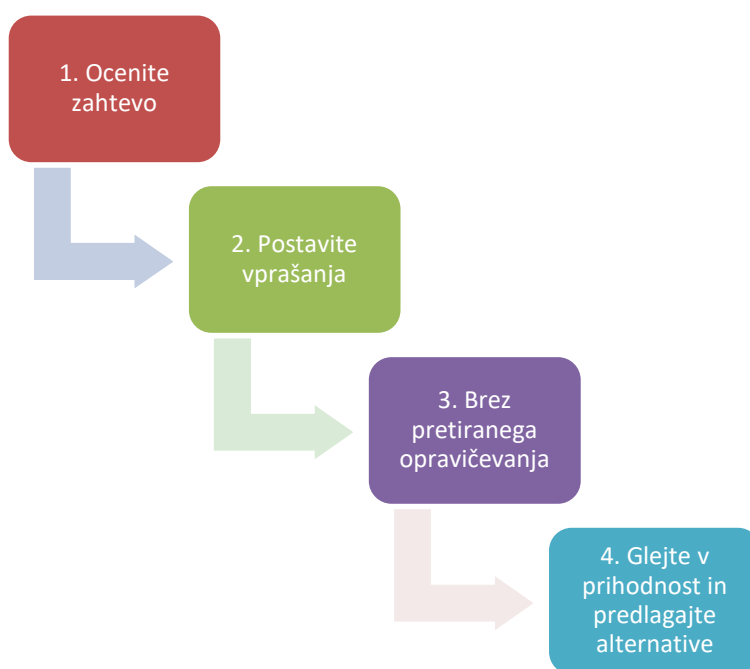 1. Ocenite
zahtevo
2. Postavite
vprašanja
3. Brez
pretiranega
opravičevanja
4. Glejte v
prihodnost in
predlagajte
alternative